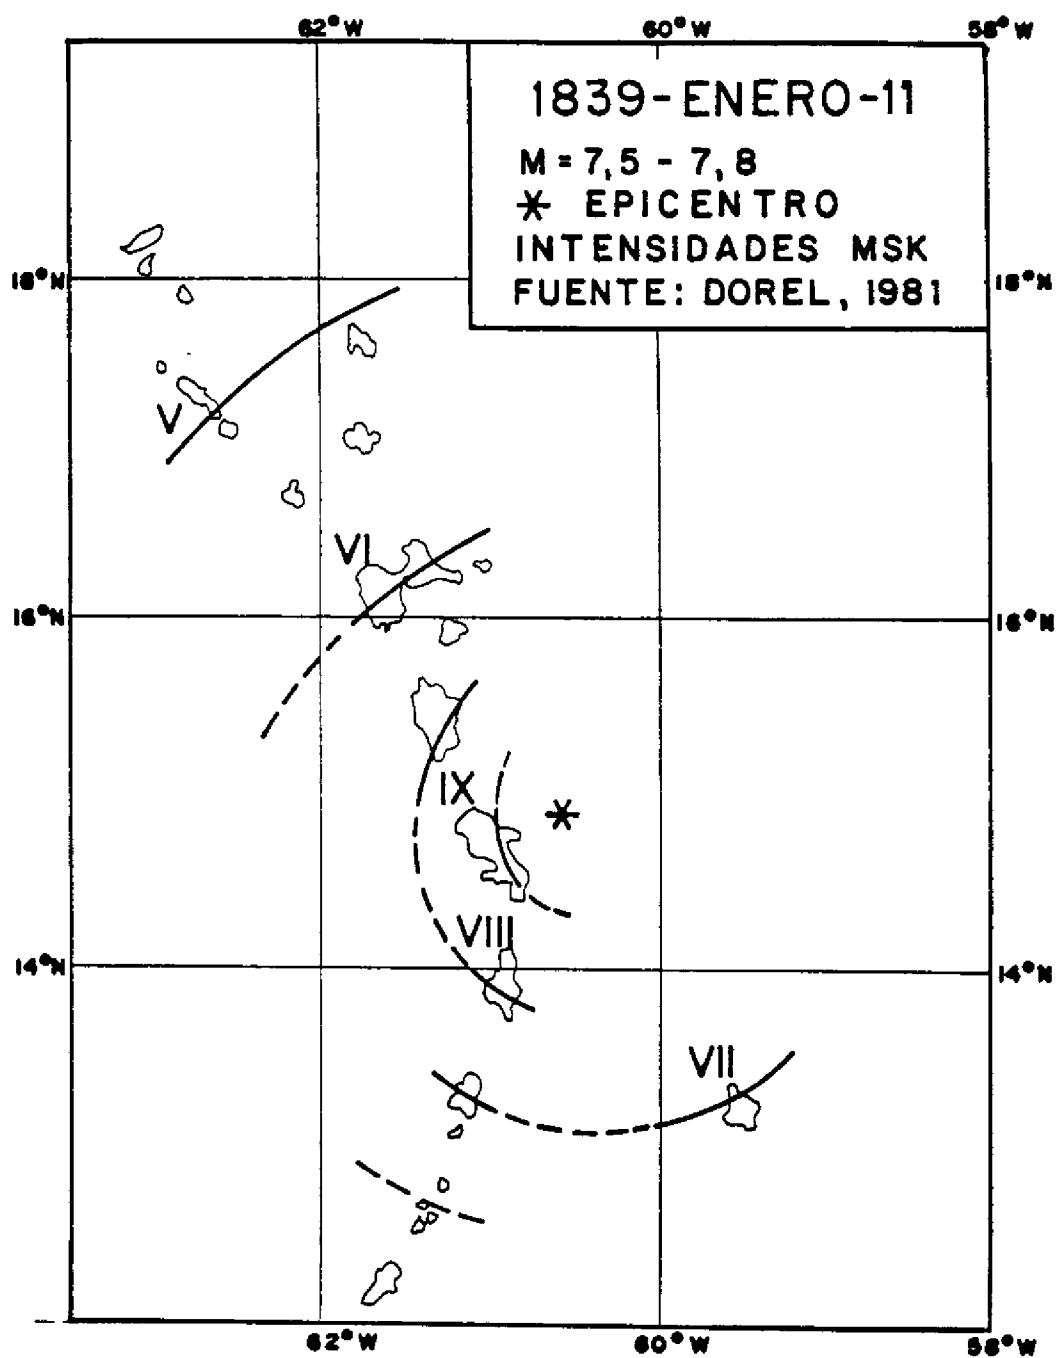 62°W 60°W 58°W
1839-ENERO-11
M = 7,5 - 7,8
* EPICENTRO
INTENSIDADES MSK
FUENTE: DOREL, 1981
18°N 18°N
V
VI
16°N 16°N
IX
VIII
14°N 14°N
VII
62°W 60°W 58°W